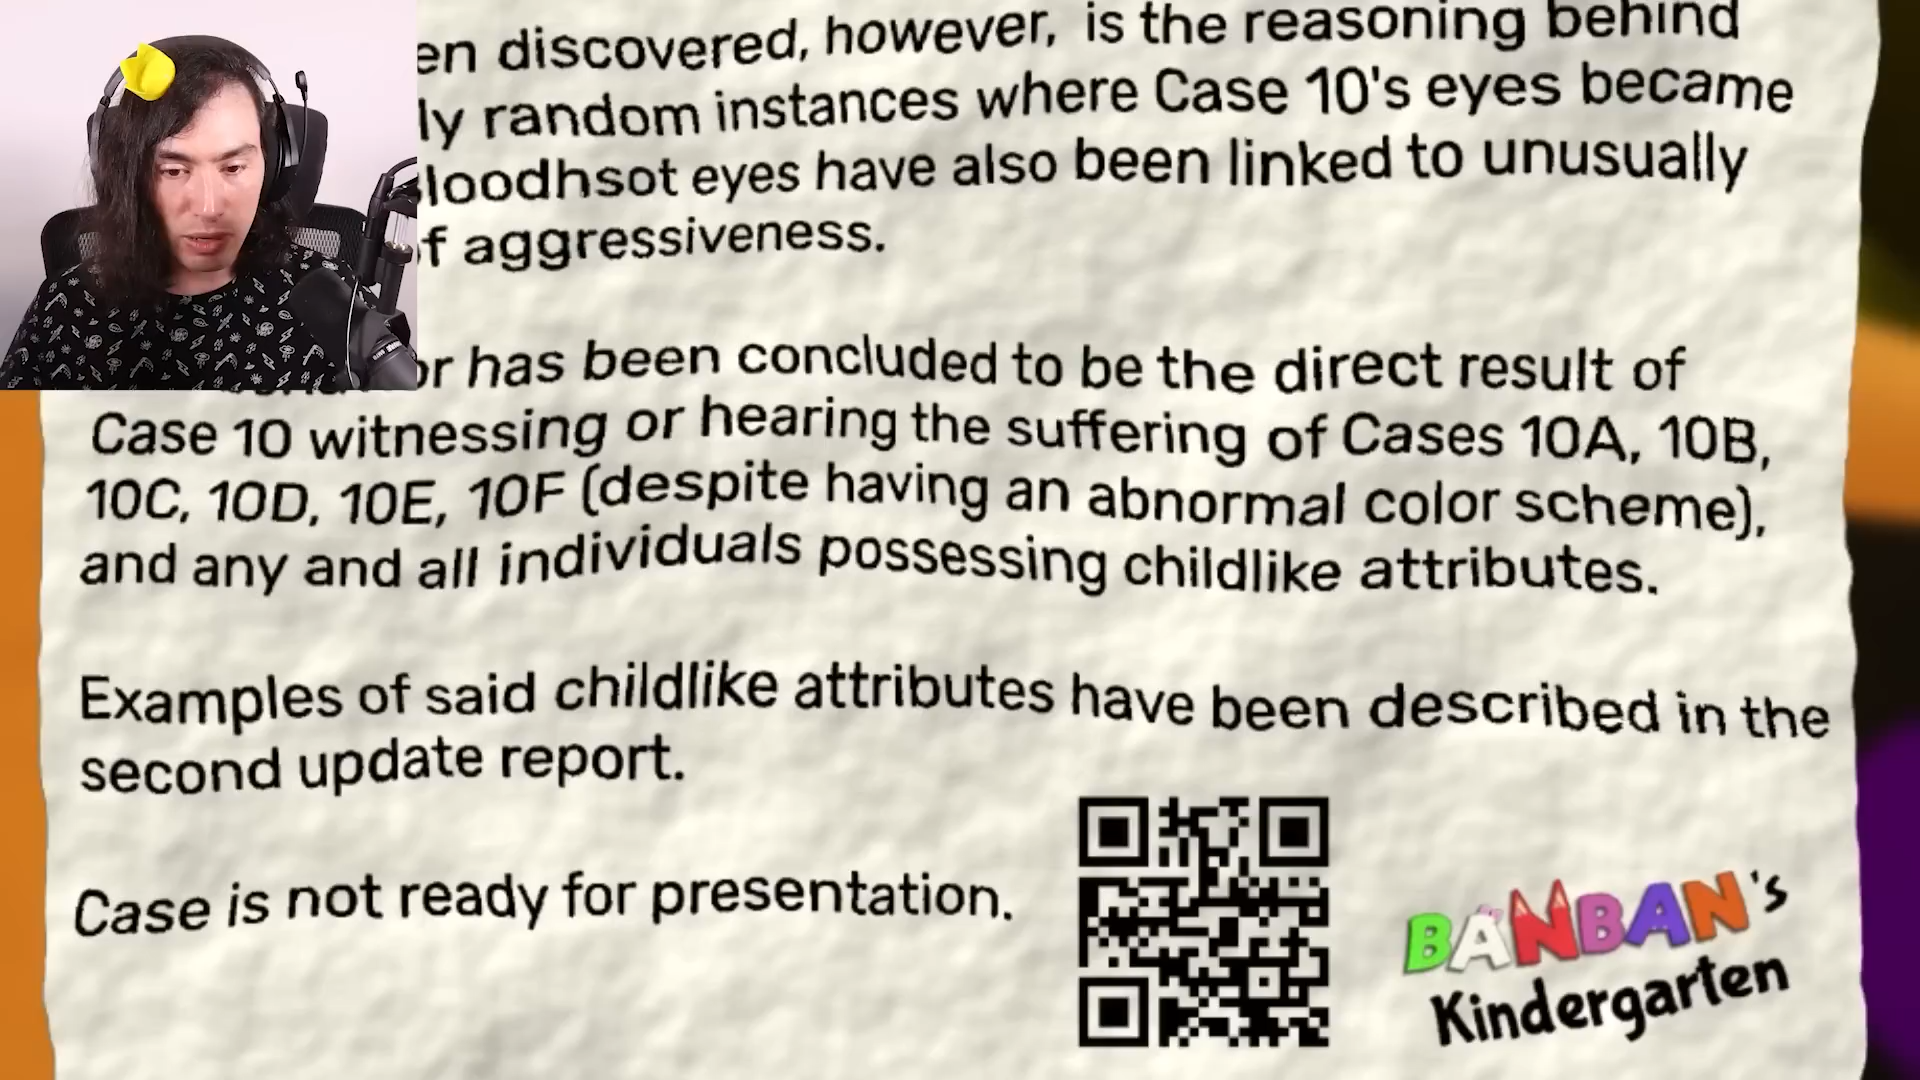 en discovered, however, is the reasoning behind
ly random instances where Case 10's eyes became
loodhsot eyes have also been linked to unusually
f aggressiveness.
or has been concluded to be the direct result of
Case 10 witnessing or hearing the suffering of Cases 10A, 10B,
10C, 10D, 10E, 10F (despite having an abnormal color scheme),
and any and all individuals possessing childlike attributes.
Examples of said childlike attributes have been described in the
second update report.
Case is not ready for presentation.
BANBAN's
Kindergarten